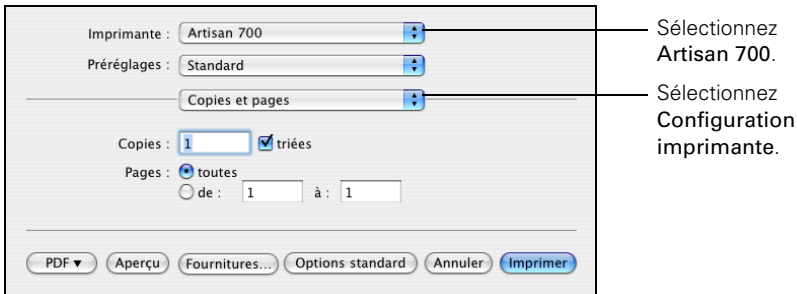 Imprimante : Artisan 700
Sélectionnez
Artisan 700.
Préréglages : Standard
Copies et pages
Sélectionnez
Configuration
imprimante.
Copies : 1 triées
Pages : toutes
de : 1 à : 1
PDF ▼ Aperçu Fournitures... Options standard Annuler Imprimer